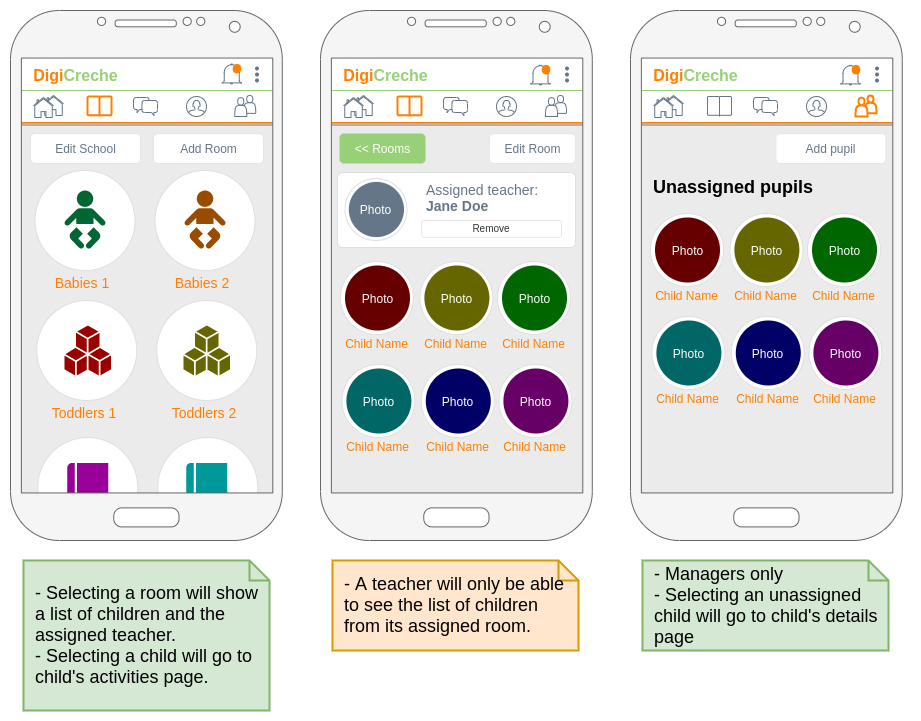 DigiCreche
Edit School
Add Room
Babies 1
Babies 2
Toddlers 1
Toddlers 2
- Selecting a room will show
a list of children and the
assigned teacher.
- Selecting a child will go to
child's activities page.
DigiCreche
<< Rooms
Edit Room
Photo
Assigned teacher:
Jane Doe
Remove
Photo
Photo
Photo
Child Name
Child Name
Child Name
Photo
Photo
Photo
Child Name
Child Name
Child Name
- A teacher will only be able
to see the list of children
from its assigned room.
DigiCreche
Add pupil
Unassigned pupils
Photo
Photo
Photo
Child Name
Child Name
Child Name
Photo
Photo
Photo
Child Name
Child Name
Child Name
- Managers only
- Selecting an unassigned
child will go to child's details
page